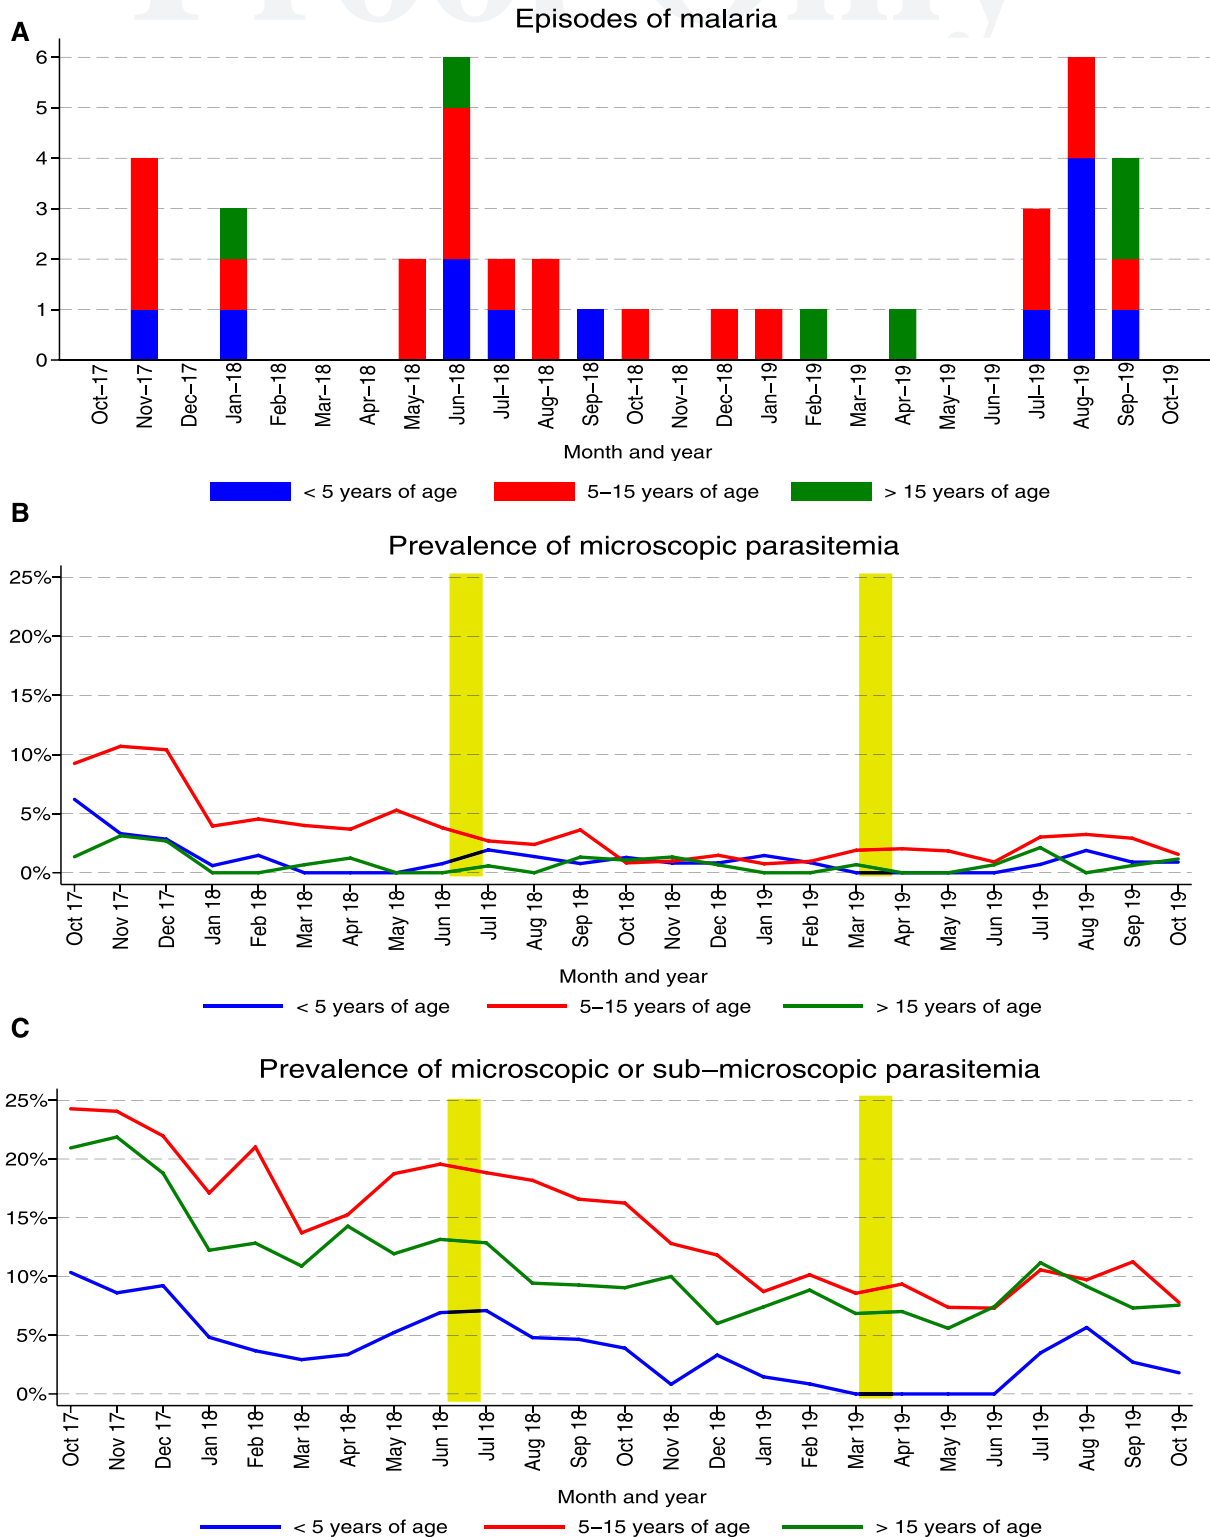 Proof Only
A
Episodes of malaria
6
5
4
3
2
1
0
Oct–17 Nov–17 Dec–17 Jan–18 Feb–18 Mar–18 Apr–18 May–18 Jun–18 Jul–18 Aug–18 Sep–18 Oct–18 Nov–18 Dec–18 Jan–19 Feb–19 Mar–19 Apr–19 May–19 Jun–19 Jul–19 Aug–19 Sep–19 Oct–19
Month and year
< 5 years of age 5–15 years of age > 15 years of age
B
Prevalence of microscopic parasitemia
25%
20%
15%
10%
5%
0%
Oct 17 Nov 17 Dec 17 Jan 18 Feb 18 Mar 18 Apr 18 May 18 Jun 18 Jul 18 Aug 18 Sep 18 Oct 18 Nov 18 Dec 18 Jan 19 Feb 19 Mar 19 Apr 19 May 19 Jun 19 Jul 19 Aug 19 Sep 19 Oct 19
Month and year
< 5 years of age 5–15 years of age > 15 years of age
C
Prevalence of microscopic or sub–microscopic parasitemia
25%
20%
15%
10%
5%
0%
Oct 17 Nov 17 Dec 17 Jan 18 Feb 18 Mar 18 Apr 18 May 18 Jun 18 Jul 18 Aug 18 Sep 18 Oct 18 Nov 18 Dec 18 Jan 19 Feb 19 Mar 19 Apr 19 May 19 Jun 19 Jul 19 Aug 19 Sep 19 Oct 19
Month and year
< 5 years of age 5–15 years of age > 15 years of age